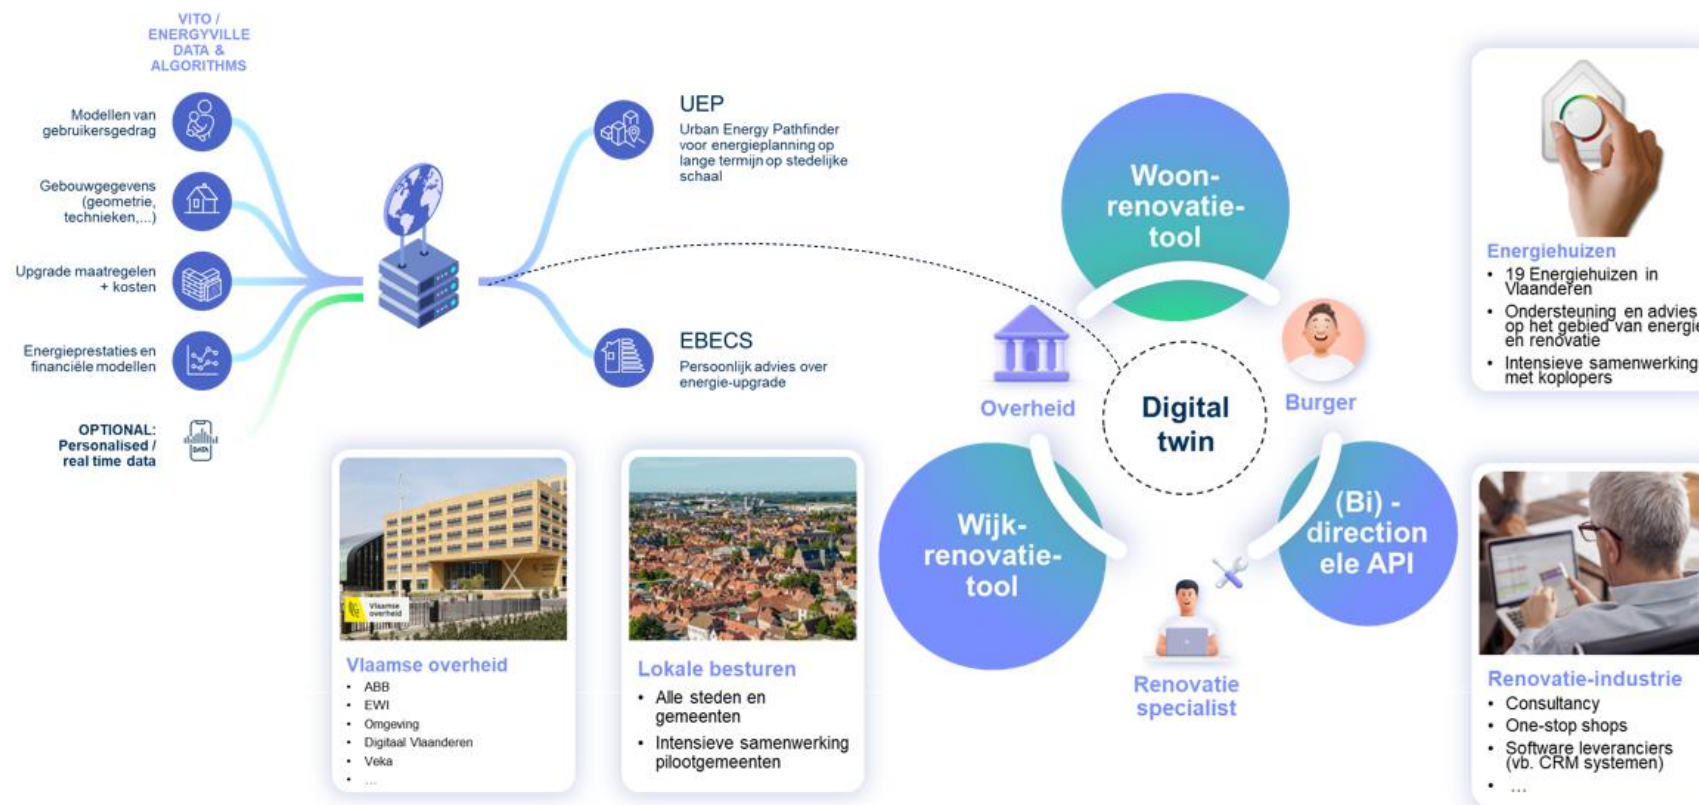 VITO /
ENERGYVILLE
DATA &
ALGORITHMS
Modellen van
gebruikersgedrag
Gebouwgegevens
(geometrie,
technieken,...)
Upgrade maatregelen
+ kosten
Energieprestaties en
financiële modellen
OPTIONAL:
Personalised /
real time data
DATA
UEP
Urban Energy Pathfinder
voor energieplanning op
lange termijn op stedelijke
schaal
EBECS
Persoonlijk advies over
energie-upgrade
Vlaamse
overheid
Vlaamse overheid
• ABB
• EWI
• Omgeving
• Digitaal Vlaanderen
• Veka
• ...
Lokale besturen
• Alle steden en
gemeenten
• Intensieve samenwerking
pilootgemeenten
Woon-
renovatie-
tool
Overheid
Burger
Digital
twin
Wijk-
renovatie-
tool
(Bi) -
direction
ele API
Renovatie
specialist
Energiehuizen
• 19 Energiehuizen in
Vlaanderen
• Ondersteuning en advies
op het gebied van energie
en renovatie
• Intensieve samenwerking
met koplopers
Renovatie-industrie
• Consultancy
• One-stop shops
• Software leveranciers
(vb. CRM systemen)
• ...